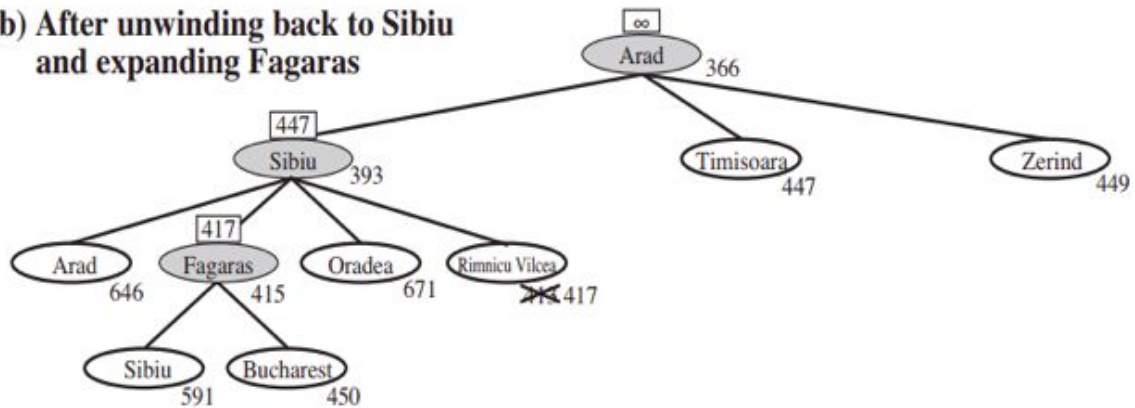 b) After unwinding back to Sibiu
and expanding Fagaras
∞
Arad
366
447
Sibiu
393
Timisoara
447
Zerind
449
417
Arad
646
Fagaras
415
Oradea
671
Rimnicu Vilcea
417
Sibiu
591
Bucharest
450